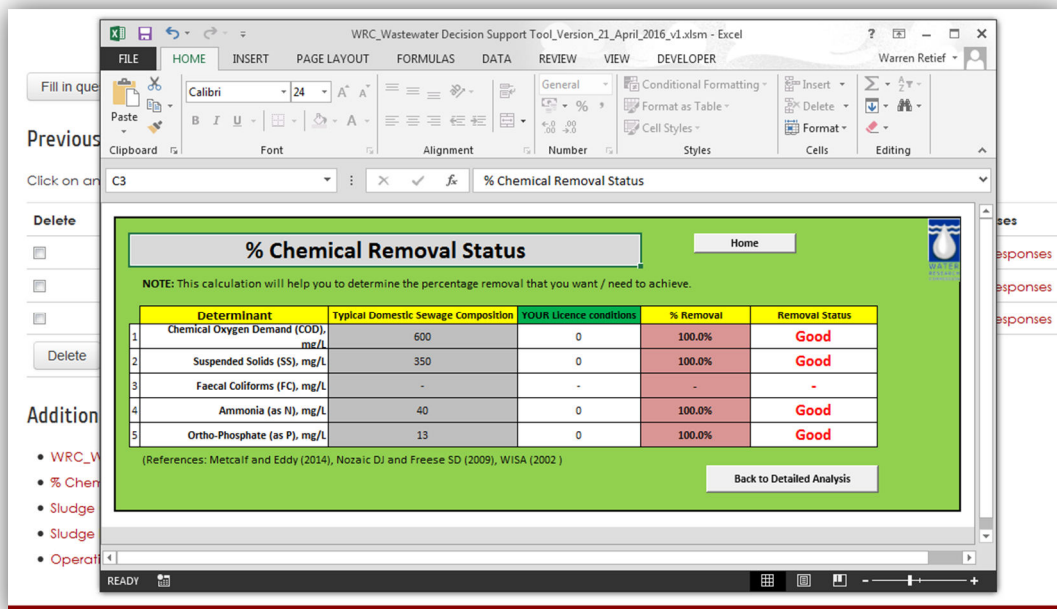 WRC_Wastewater Decision Support Tool_Version_21_April_2016_v1.xlsm - Excel
FILE HOME INSERT PAGE LAYOUT FORMULAS DATA REVIEW VIEW DEVELOPER Warren Retief
Calibri 24 General Conditional Formatting Insert
Paste B I U Format as Table Delete
Cell Styles Format
Clipboard Font Alignment Number Styles Cells Editing
C3 % Chemical Removal Status
Fill in que
Previous
Click on an
Delete ses
esponses
esponses
esponses
Delete
Addition
WRC_W
% Chem
Sludge
Sludge
Operati
% Chemical Removal Status
Home
WATER
RESEARCH
NOTE: This calculation will help you to determine the percentage removal that you want / need to achieve.
Determinant Typical Domestic Sewage Composition YOUR Licence conditions % Removal Removal Status
1 Chemical Oxygen Demand (COD), mg/L 600 0 100.0% Good
2 Suspended Solids (SS), mg/L 350 0 100.0% Good
3 Faecal Coliforms (FC), mg/L - - - -
4 Ammonia (as N), mg/L 40 0 100.0% Good
5 Ortho-Phosphate (as P), mg/L 13 0 100.0% Good
(References: Metcalf and Eddy (2014), Nozaic DJ and Freese SD (2009), WISA (2002 )
Back to Detailed Analysis
READY